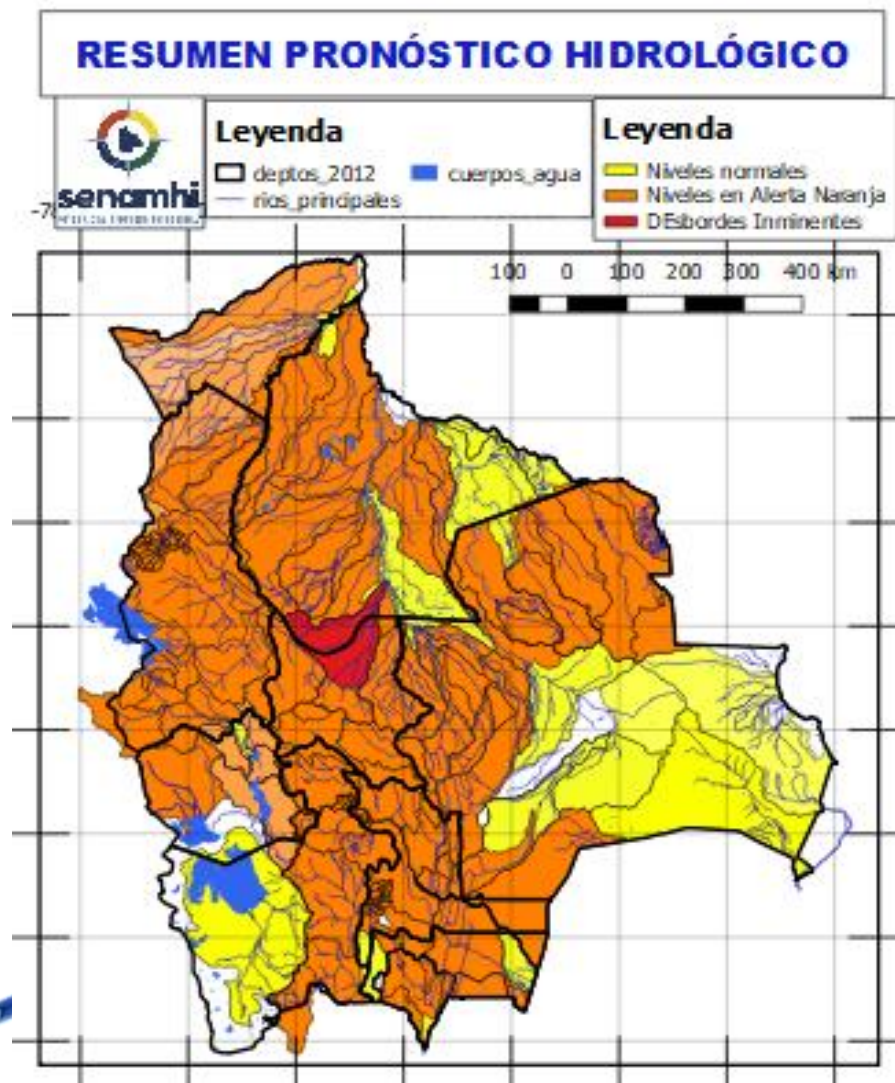 RESUMEN PRONÓSTICO HIDROLÓGICO
senamhi
Leyenda
deptos_2012
cuerpos_agua
rios_principales
Leyenda
Niveles normales
Niveles en Alerta Naranja
DEsbordes Inminentes
100 0 100 200 300 400 km